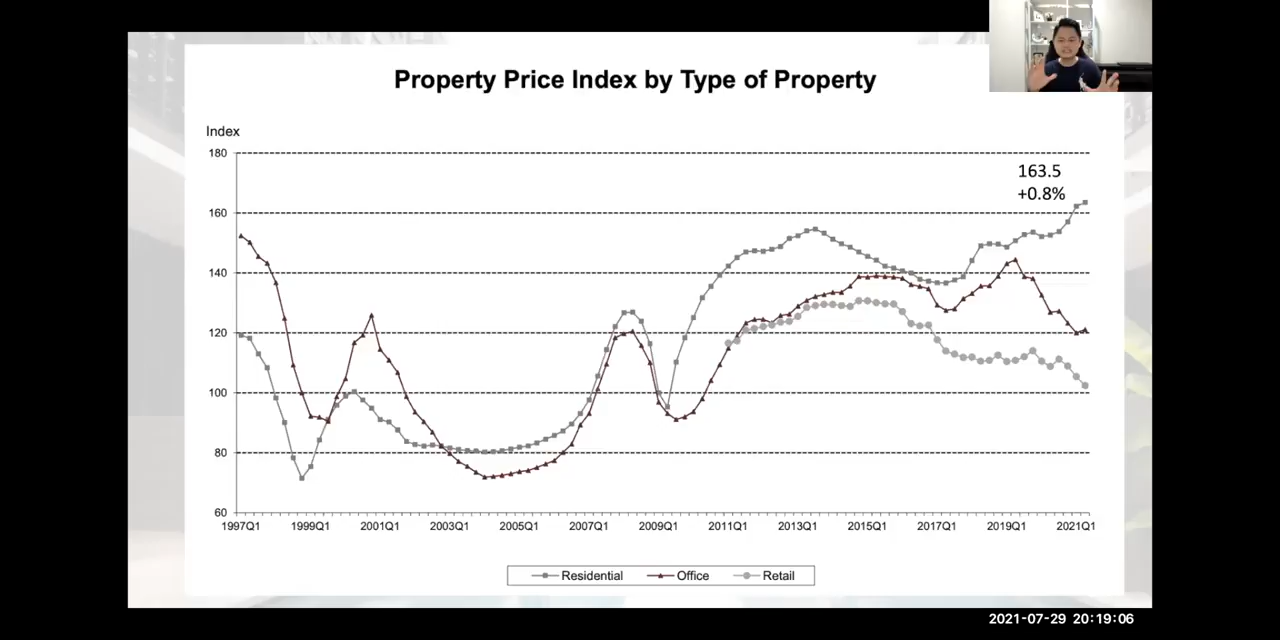 Property Price Index by Type of Property
Index
180
163.5
+0.8%
160
140
120
100
80
60
1997Q1 1999Q1 2001Q1 2003Q1 2005Q1 2007Q1 2009Q1 2011Q1 2013Q1 2015Q1 2017Q1 2019Q1 2021Q1
Residential Office Retail
2021-07-29 20:19:06